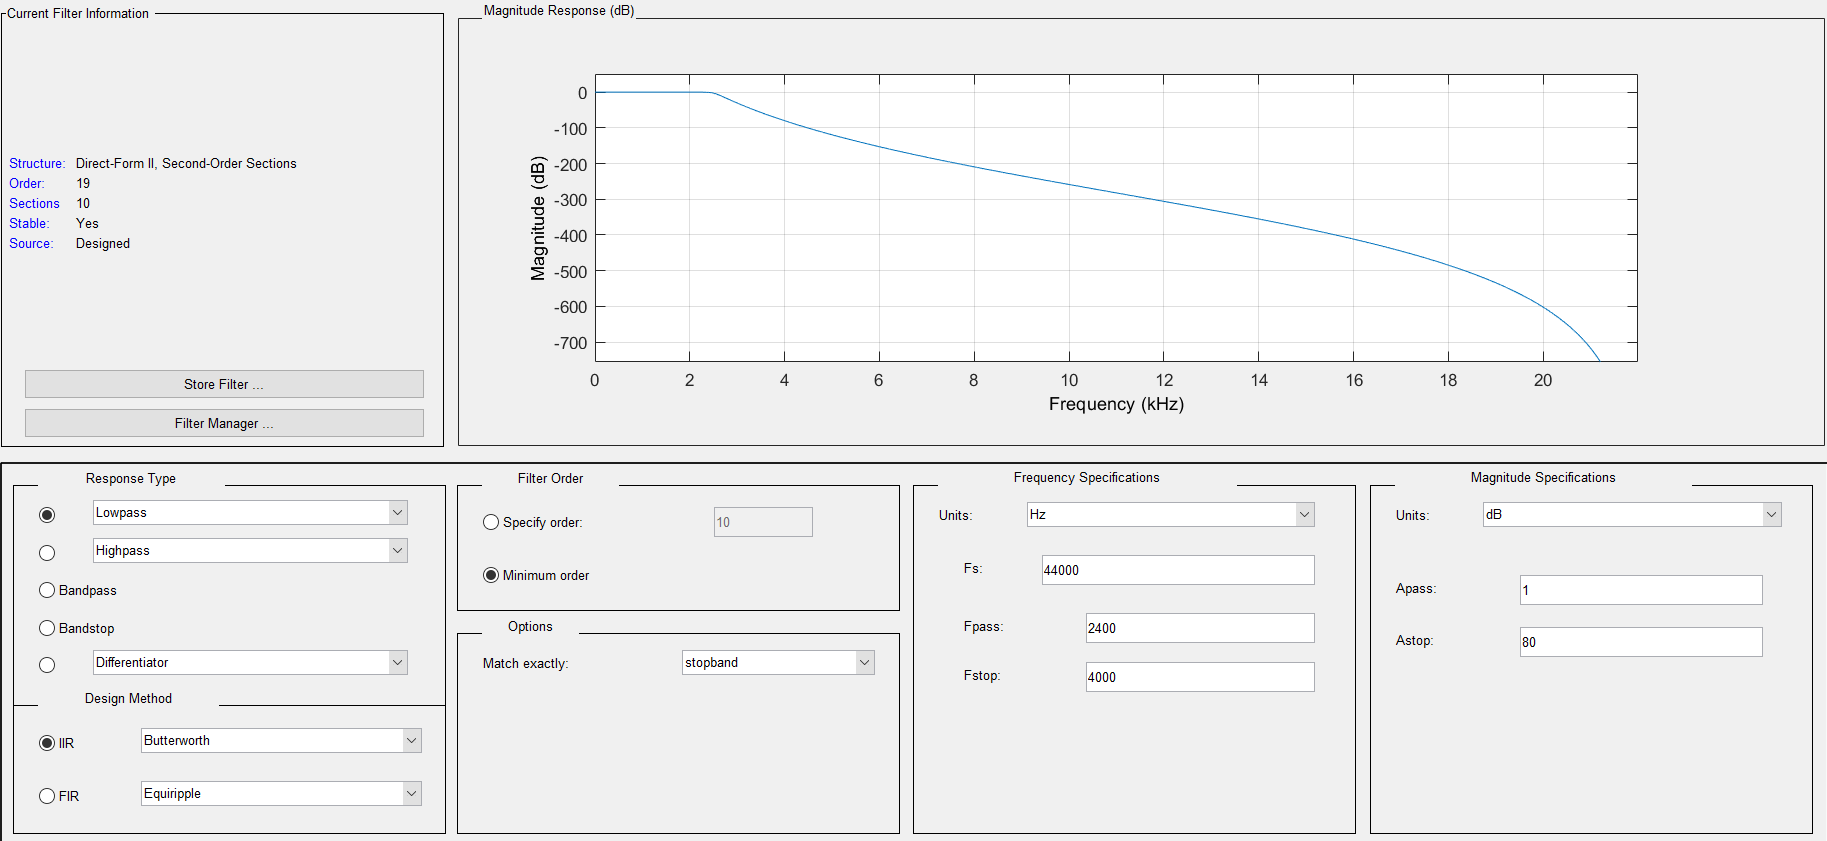 Current Filter Information
Structure: Direct-Form II, Second-Order Sections
Order: 19
Sections 10
Stable: Yes
Source: Designed
Store Filter ...
Filter Manager ...
Magnitude Response (dB)
0
-100
-200
-300
-400
-500
-600
-700
Magnitude (dB)
0 2 4 6 8 10 12 14 16 18 20
Frequency (kHz)
Response Type
Lowpass
Highpass
Bandpass
Bandstop
Differentiator
Design Method
IIR Butterworth
FIR Equiripple
Filter Order
Specify order: 10
Minimum order
Options
Match exactly: stopband
Frequency Specifications
Units: Hz
Fs: 44000
Fpass: 2400
Fstop: 4000
Magnitude Specifications
Units: dB
Apass: 1
Astop: 80